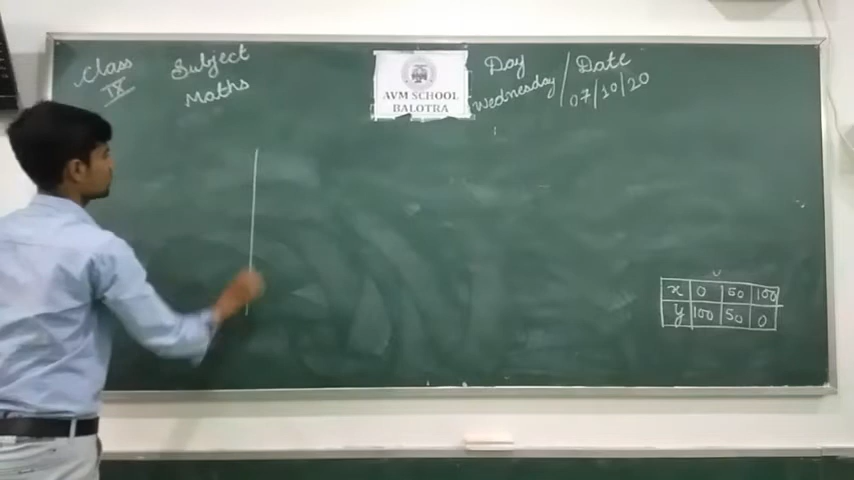 Class
IX
Subject
Maths
AVM SCHOOL
BALOTRA
Day
Wednesday
Date
07/10/20
x 0 50 100
y 100 50 0